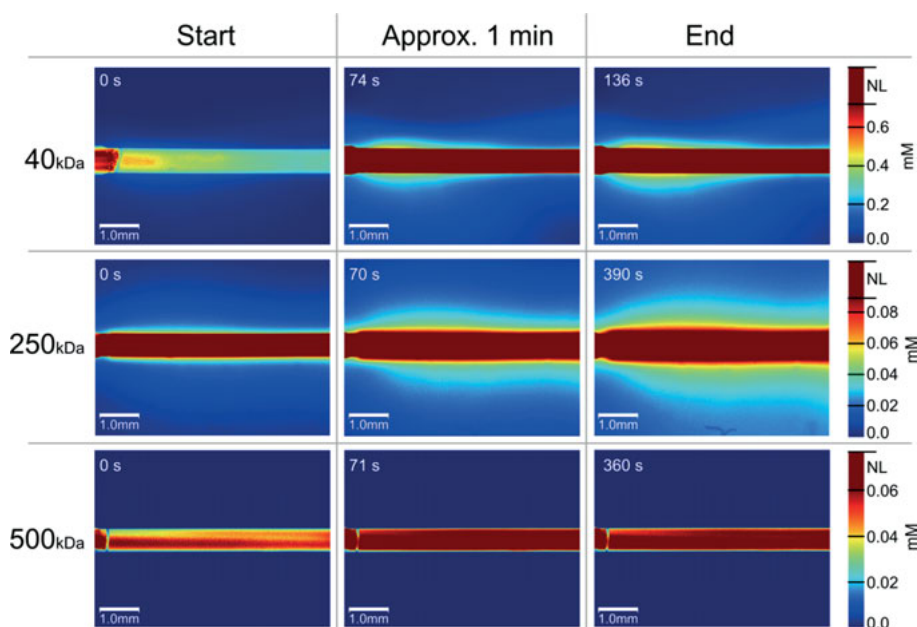 Start
Approx. 1 min
End
40kDa
0 s
1.0mm
74 s
1.0mm
136 s
1.0mm
NL
0.6
0.4
0.2
0.0
mM
250kDa
0 s
1.0mm
70 s
1.0mm
390 s
1.0mm
NL
0.08
0.06
0.04
0.02
0.0
mM
500kDa
0 s
1.0mm
71 s
1.0mm
360 s
1.0mm
NL
0.06
0.04
0.02
0.0
mM